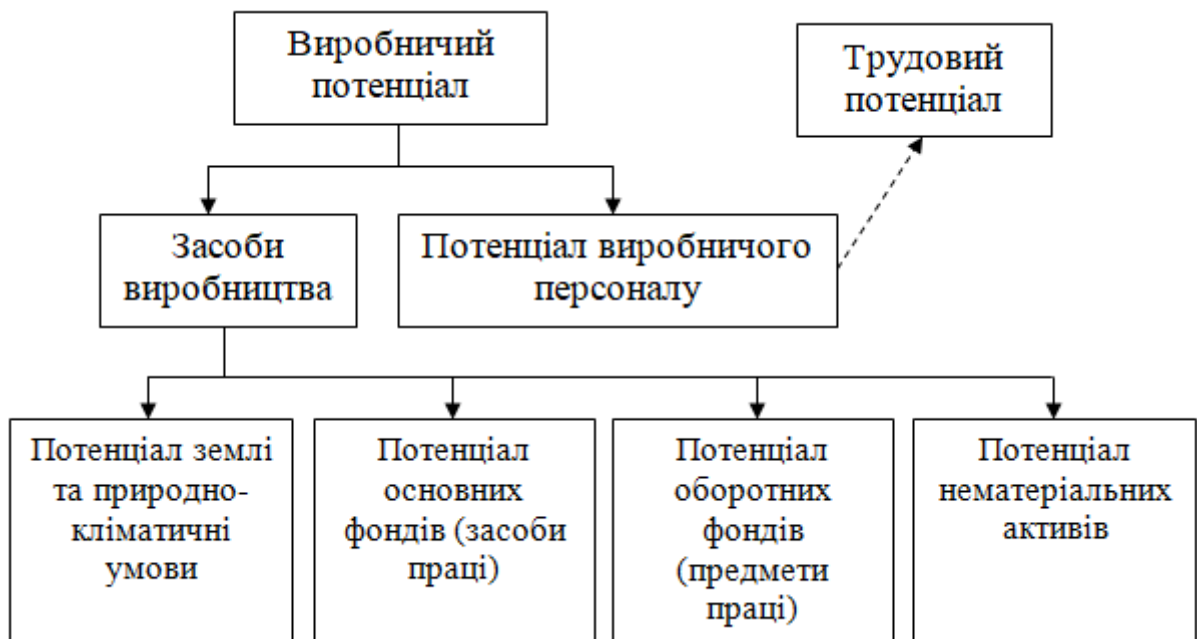 Виробничий
потенціал
Трудовий
потенціал
Засоби
виробництва
Потенціал виробничого
персоналу
Потенціал землі
та природно-
кліматичні
умови
Потенціал
основних
фондів (засоби
праці)
Потенціал
оборотних
фондів
(предмети
праці)
Потенціал
нематеріальних
активів